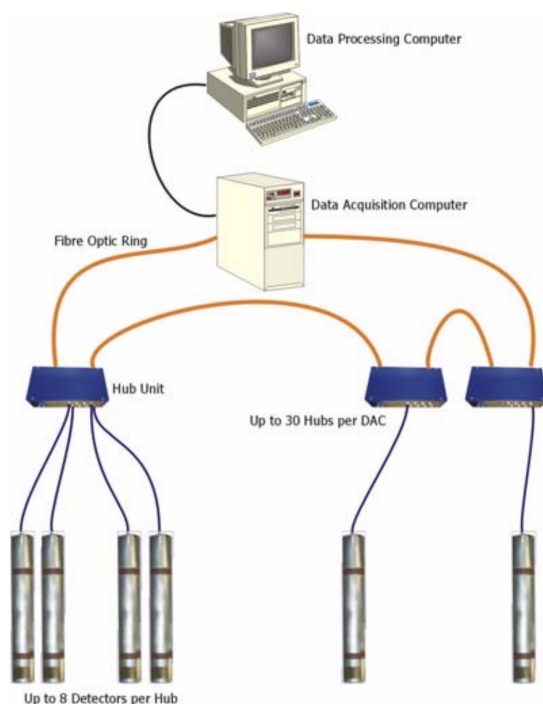 Data Processing Computer
Data Acquisition Computer
Fibre Optic Ring
Hub Unit
Up to 30 Hubs per DAC
Up to 8 Detectors per Hub